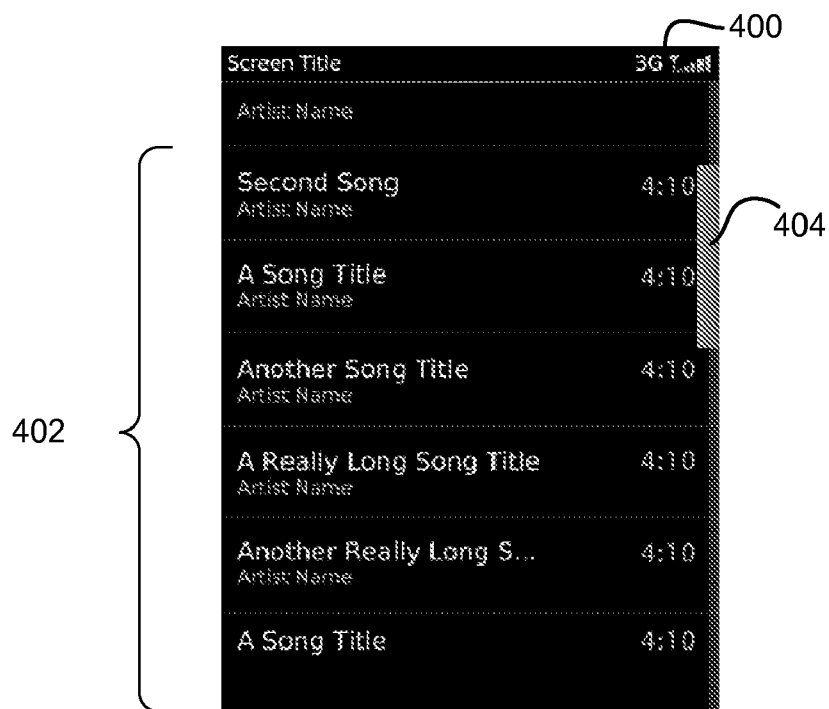 400
Screen Title 3G
Artist Name
Second Song 4:10
Artist Name
404
A Song Title 4:10
Artist Name
Another Song Title 4:10
Artist Name
402
A Really Long Song Title 4:10
Artist Name
Another Really Long S... 4:10
Artist Name
A Song Title 4:10